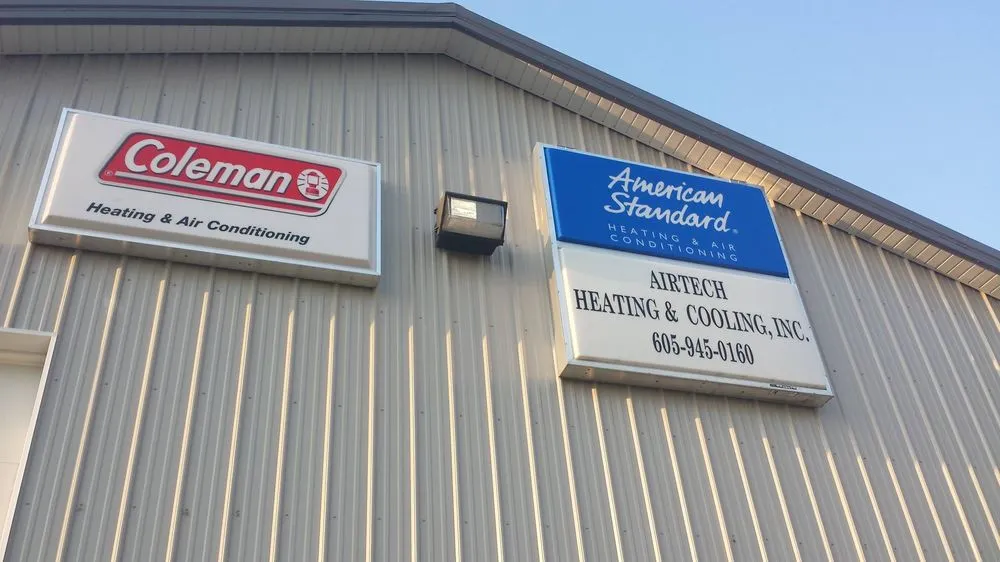 Coleman
Heating & Air Conditioning
American
Standard
HEATING & AIR
CONDITIONING
AIRTECH
HEATING & COOLING, INC.
605-945-0160